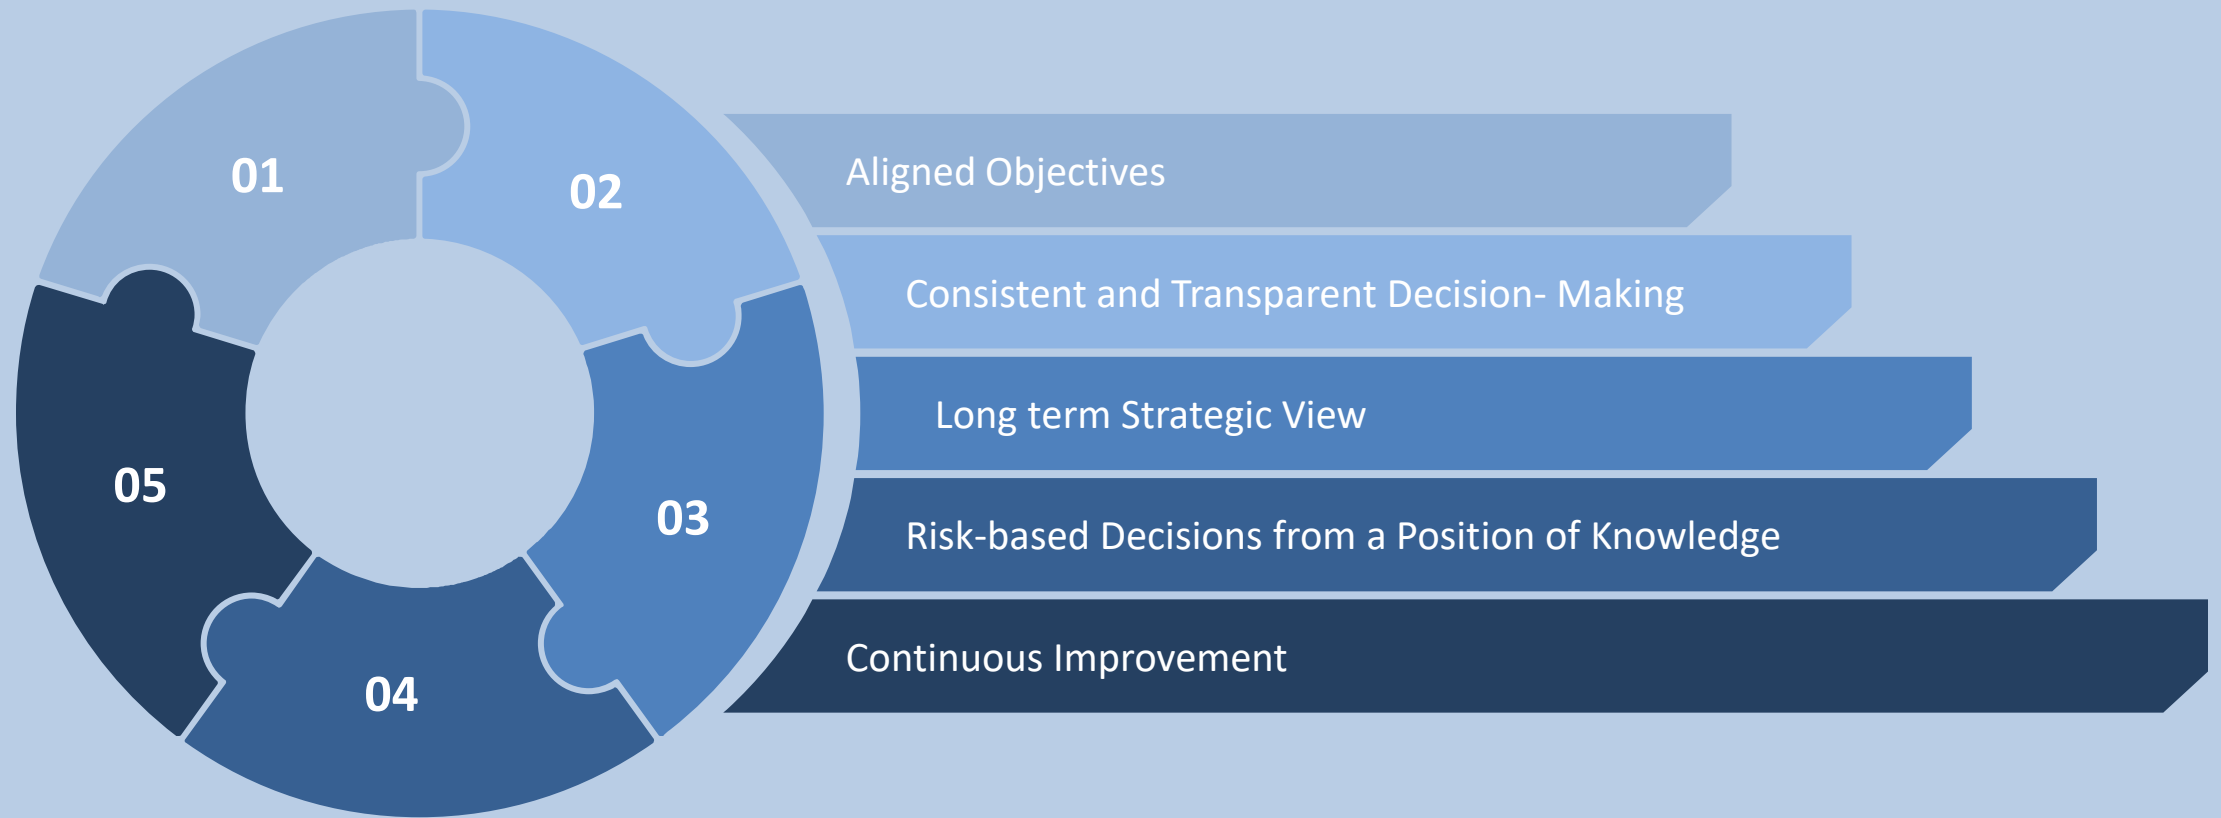 01
02
03
04
05
Aligned Objectives
Consistent and Transparent Decision- Making
Long term Strategic View
Risk-based Decisions from a Position of Knowledge
Continuous Improvement